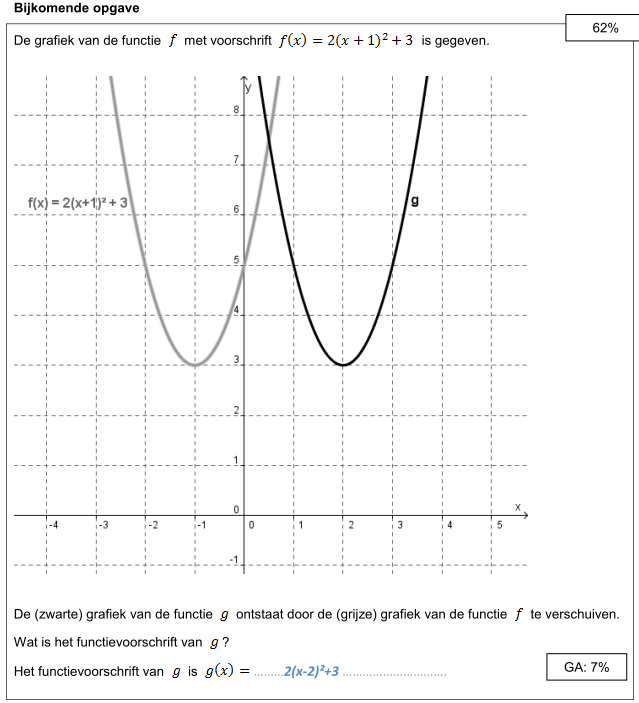 Bijkomende opgave
62%
De grafiek van de functie f met voorschrift f(x) = 2(x + 1)² + 3 is gegeven.
y
8
7
f(x) = 2(x+1)² + 3
g
6
5
4
3
2
1
0
x
-4 -3 -2 -1 0 1 2 3 4 5
-1
De (zwarte) grafiek van de functie g ontstaat door de (grijze) grafiek van de functie f te verschuiven.
Wat is het functievoorschrift van g ?
Het functievoorschrift van g is g(x) = ........2(x-2)²+3 ............................
GA: 7%